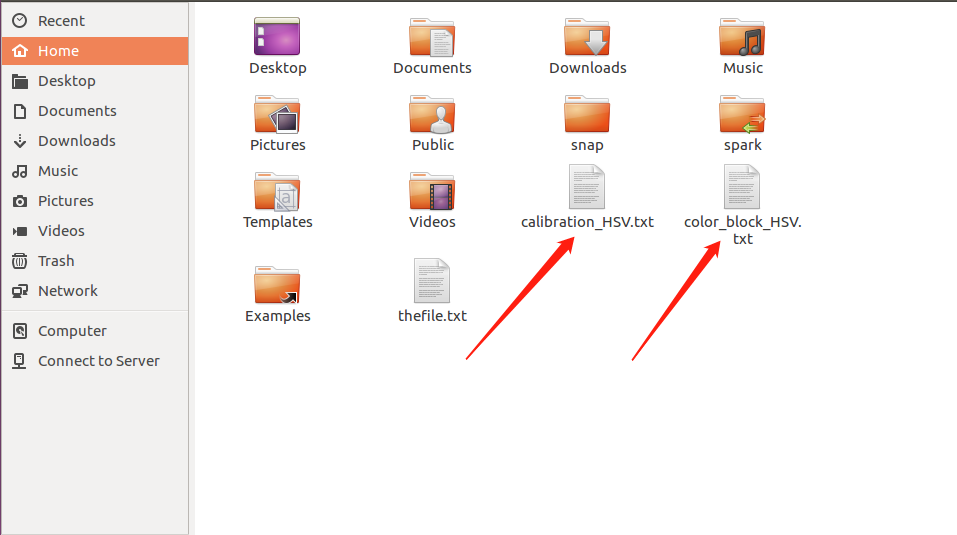 Recent
Home
Desktop
Documents
Downloads
Music
Pictures
Videos
Trash
Network
Computer
Connect to Server
Desktop
Documents
Downloads
Music
Pictures
Public
snap
spark
Templates
Videos
calibration_HSV.txt
color_block_HSV.
txt
Examples
thefile.txt